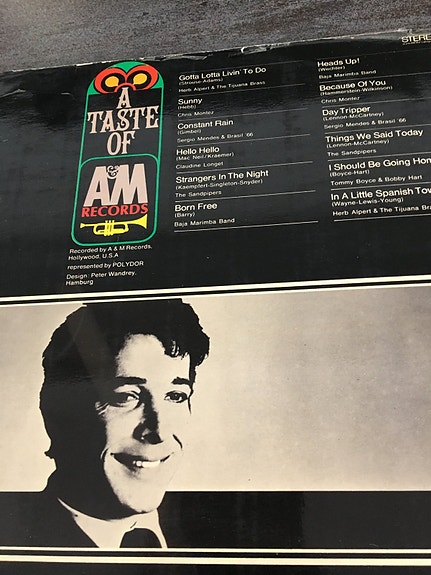 STEREO
A
TASTE
OF
A&M
RECORDS
Recorded by A & M Records.
Hollywood. U.S.A
represented by POLYDOR
Design: Peter Wandrey.
Hamburg
Gotta Lotta Livin' To Do
(Strouse-Adams)
Herb Alpert & The Tijuana Brass
Sunny
(Hebb)
Chris Montez
Constant Rain
(Gimbel)
Sergio Mendes & Brasil '66
Hello Hello
(Mac Neil/Kraemer)
Claudine Longet
Strangers In The Night
(Kaempfert-Singleton-Snyder)
The Sandpipers
Born Free
(Barry)
Baja Marimba Band
Heads Up!
(Wechter)
Baja Marimba Band
Because Of You
(Hammerstein-Wilkinson)
Chris Montez
Day Tripper
(Lennon-McCartney)
Sergio Mendes & Brasil '66
Things We Said Today
(Lennon-McCartney)
The Sandpipers
I Should Be Going Hom
(Boyce-Hart)
Tommy Boyce & Bobby Hart
In A Little Spanish Tow
(Wayne-Lewis-Young)
Herb Alpert & The Tijuana Bra